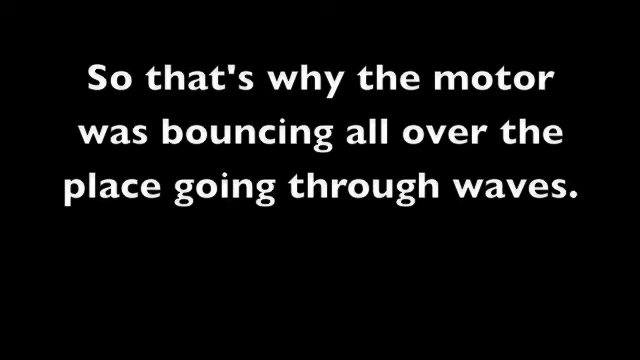 So that's why the motor
was bouncing all over the
place going through waves.